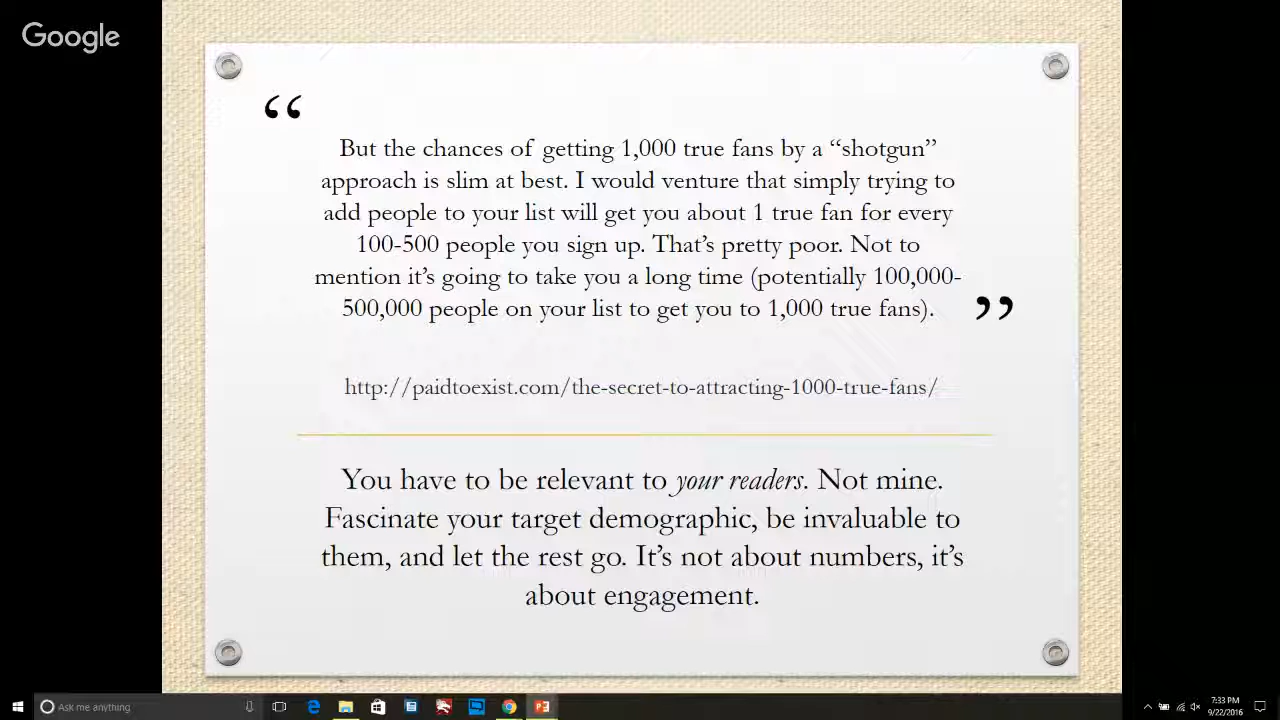 Google
“
But the chances of getting 1,000 true fans by a “shotgun”
approach is slim at best. I would venture that simply trying to
add people to your list will get you about 1 true fan for every
100-500 people you sign up. That’s pretty poor. Not to
mention it’s going to take you a long time (potentially 100,000-
500,000 people on your list to get you to 1,000 true fans).
”
http://paidtoexist.com/the-secret-to-attracting-1000-true-fans/
You have to be relevant to your readers. Not mine.
Fascinate your target demographic, be invaluable to
them, and let the rest go. It’s not about numbers, it’s
about engagement.
Ask me anything
7:33 PM
9/22/2016